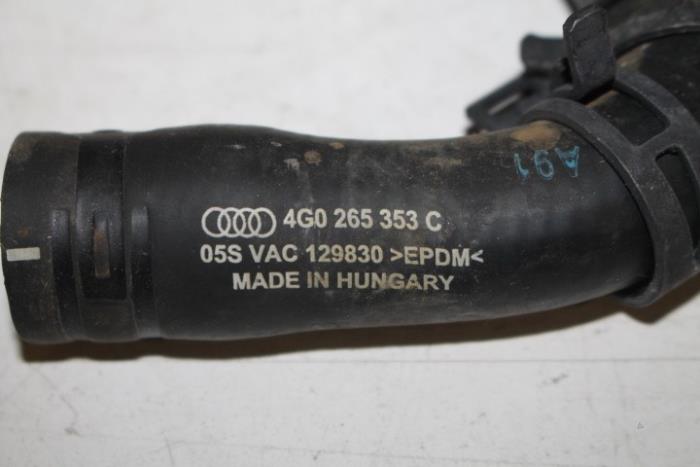 A91
4G0 265 353 C
05S VAC 129830 >EPDM<
MADE IN HUNGARY